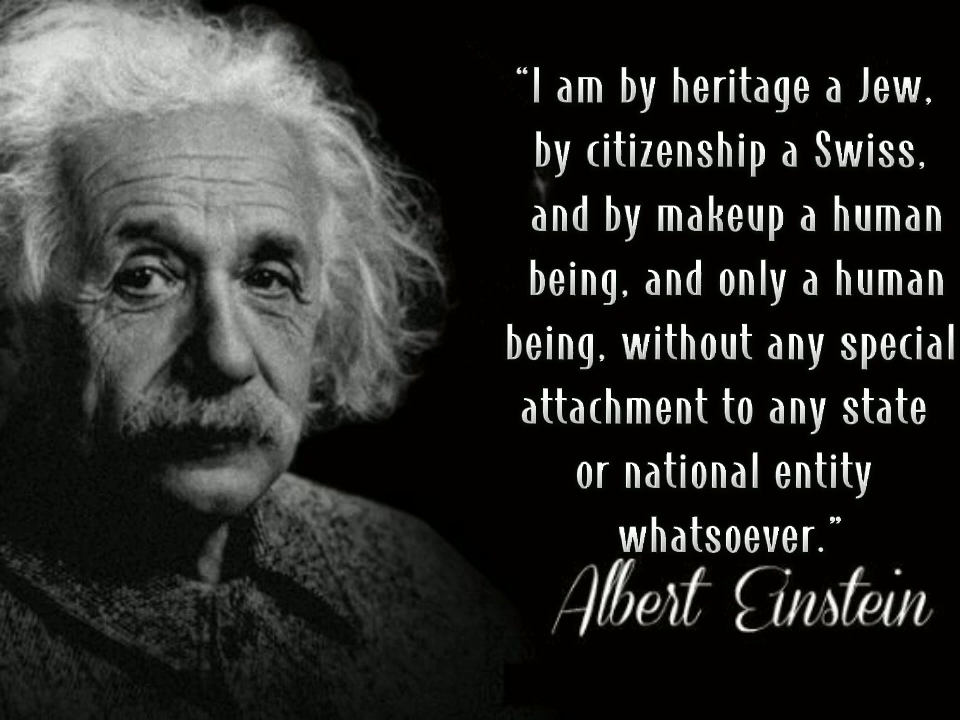 “I am by heritage a Jew,
by citizenship a Swiss,
and by makeup a human
being, and only a human
being, without any special
attachment to any state
or national entity
whatsoever.”
Albert Einstein